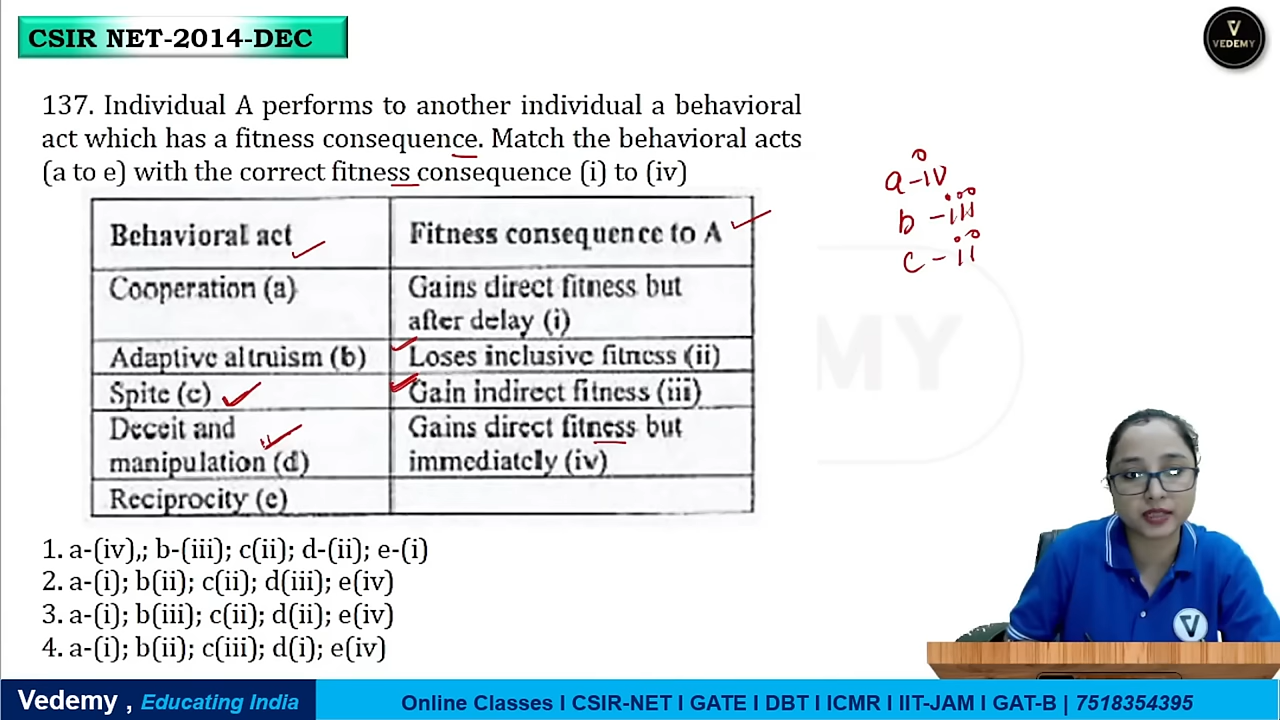 CSIR NET-2014-DEC
V
VEDEMY
137. Individual A performs to another individual a behavioral
act which has a fitness consequence. Match the behavioral acts
(a to e) with the correct fitness consequence (i) to (iv)
a-iv
b-iii
c-ii
Behavioral act
Fitness consequence to A
Cooperation (a)
Gains direct fitness but
after delay (i)
Adaptive altruism (b)
Loses inclusive fitness (ii)
Spite (c)
Gain indirect fitness (iii)
Deceit and
manipulation (d)
Gains direct fitness but
immediately (iv)
Reciprocity (e)
MY
1. a-(iv),; b-(iii); c(ii); d-(ii); e-(i)
2. a-(i); b(ii); c(ii); d(iii); e(iv)
3. a-(i); b(iii); c(ii); d(ii); e(iv)
4. a-(i); b(ii); c(iii); d(i); e(iv)
V
Vedemy , Educating India
Online Classes I CSIR-NET I GATE I DBT I ICMR I IIT-JAM I GAT-B | 7518354395